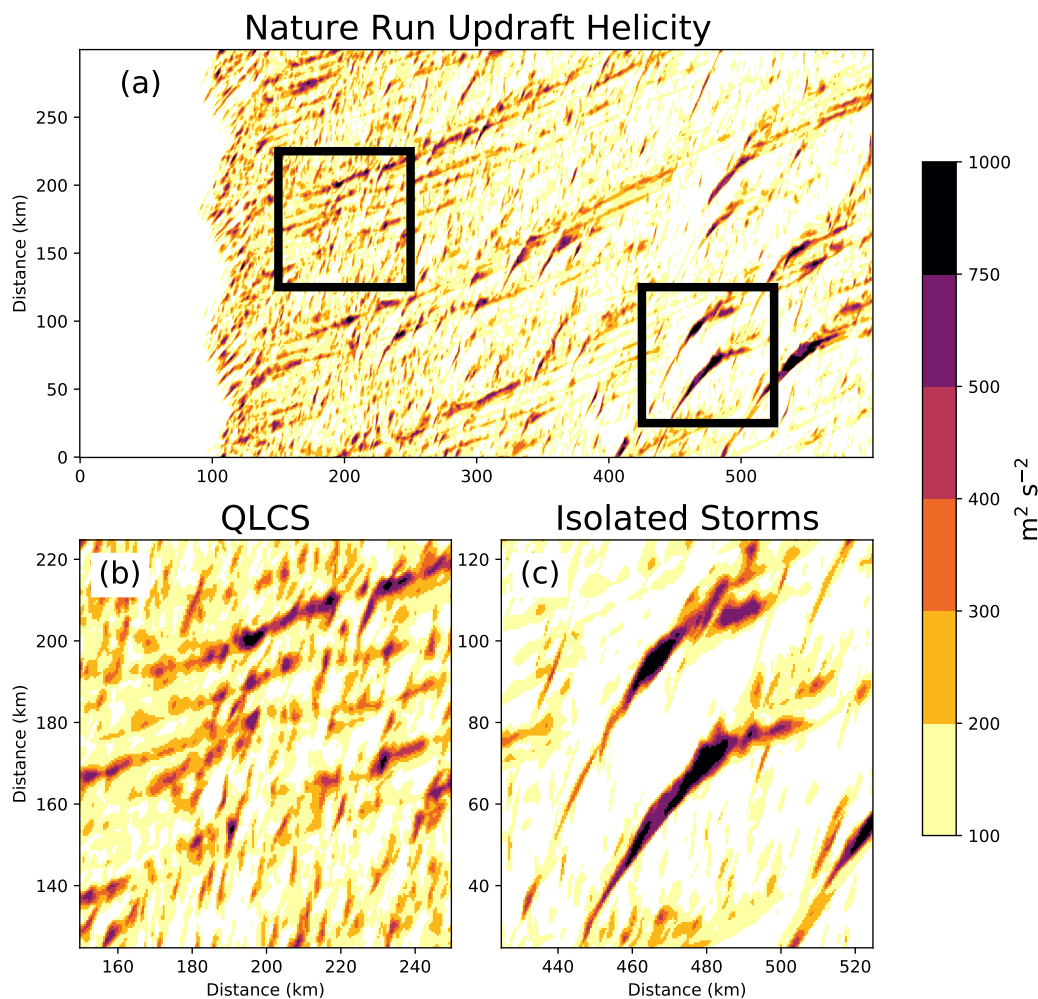 Nature Run Updraft Helicity
(a)
Distance (km)
250
200
150
100
50
0
0 100 200 300 400 500
1000
750
500
400
300
200
100
m² s⁻²
QLCS
(b)
Distance (km)
220
200
180
160
140
160 180 200 220 240
Distance (km)
Isolated Storms
(c)
120
100
80
60
40
440 460 480 500 520
Distance (km)